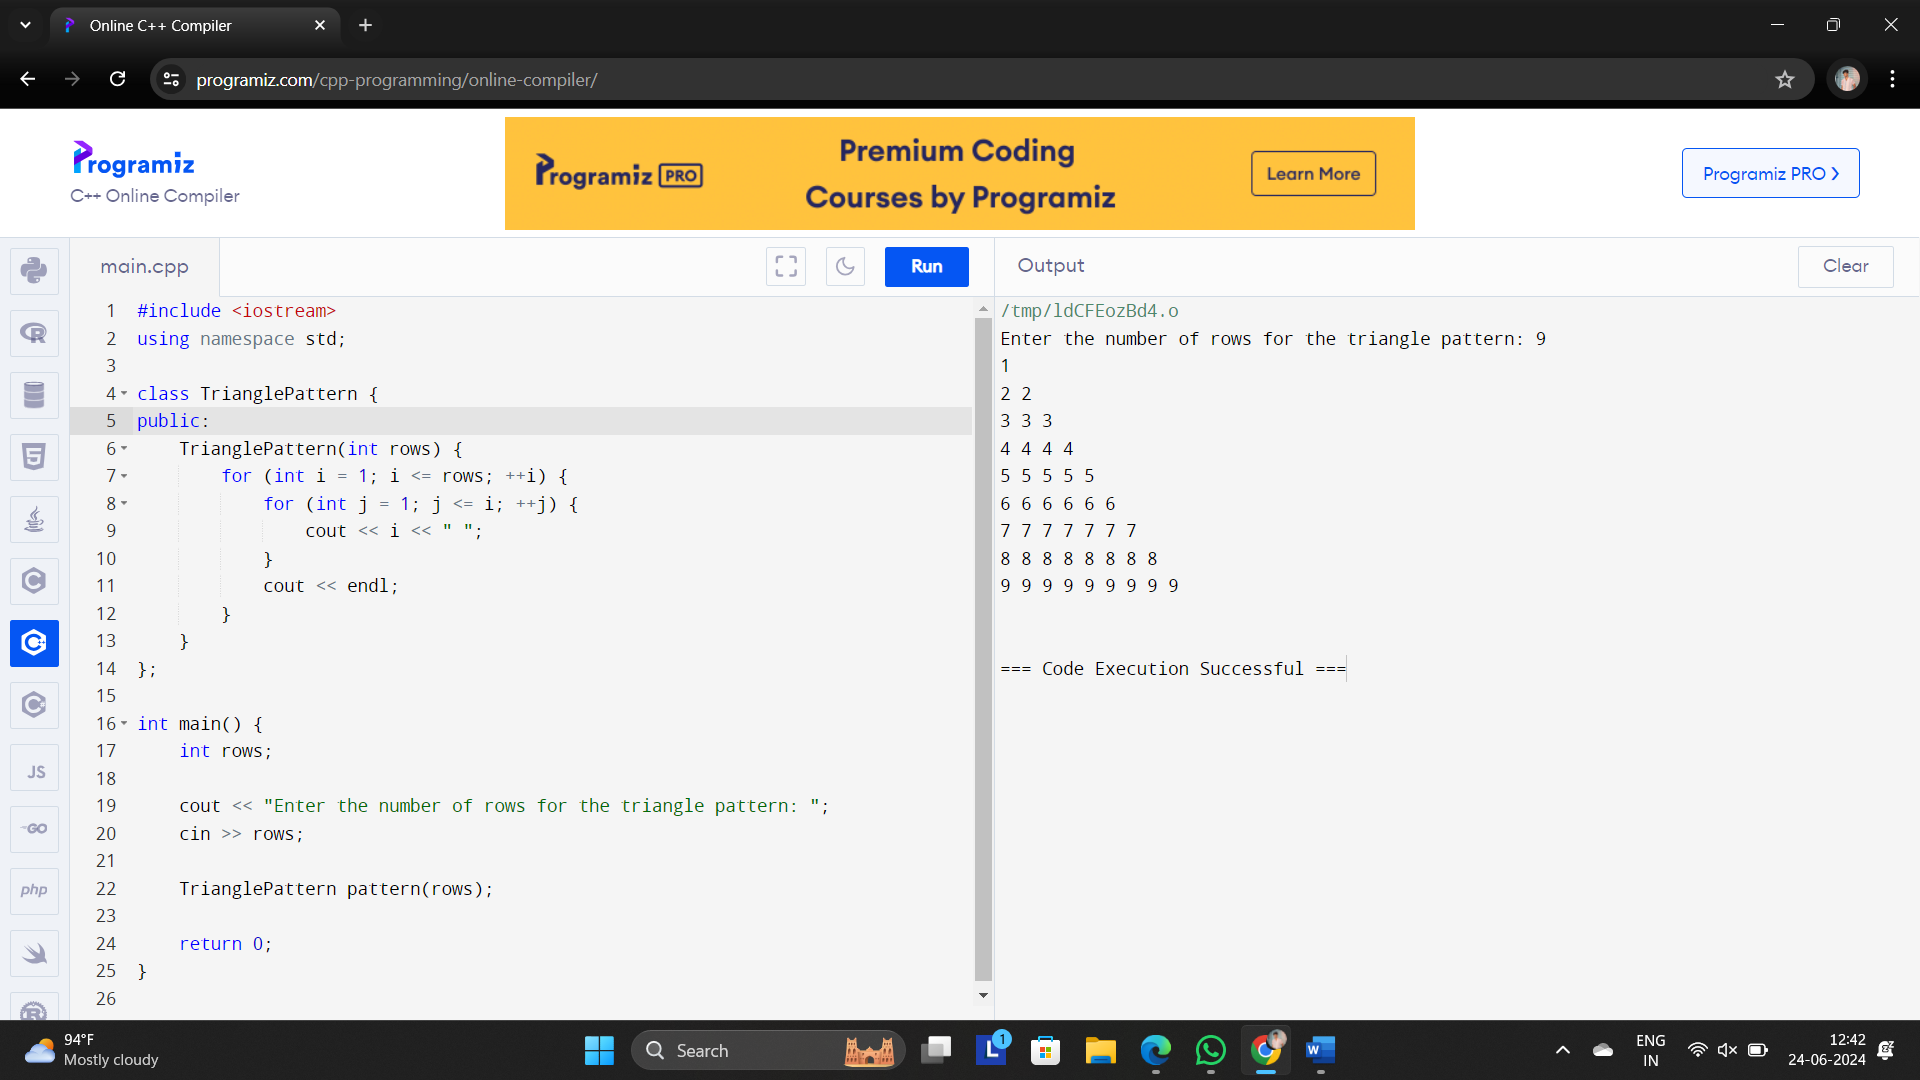 Online C++ Compiler
programiz.com/cpp-programming/online-compiler/
Programiz
C++ Online Compiler
Programiz PRO
Premium Coding
Courses by Programiz
Learn More
Programiz PRO >
main.cpp
Run
Output
Clear
1 #include <iostream>
2 using namespace std;
3
4 class TrianglePattern {
5 public:
6     TrianglePattern(int rows) {
7         for (int i = 1; i <= rows; ++i) {
8             for (int j = 1; j <= i; ++j) {
9                 cout << i << " ";
10             }
11             cout << endl;
12         }
13     }
14 };
15
16 int main() {
17     int rows;
18
19     cout << "Enter the number of rows for the triangle pattern: ";
20     cin >> rows;
21
22     TrianglePattern pattern(rows);
23
24     return 0;
25 }
26
/tmp/ldCFEozBd4.o
Enter the number of rows for the triangle pattern: 9
1
2 2
3 3 3
4 4 4 4
5 5 5 5 5
6 6 6 6 6 6
7 7 7 7 7 7 7
8 8 8 8 8 8 8 8
9 9 9 9 9 9 9 9 9
=== Code Execution Successful ===
R
5
C
C++
C#
JS
GO
php
94°F
Mostly cloudy
Search
L
1
W
ENG
IN
12:42
24-06-2024